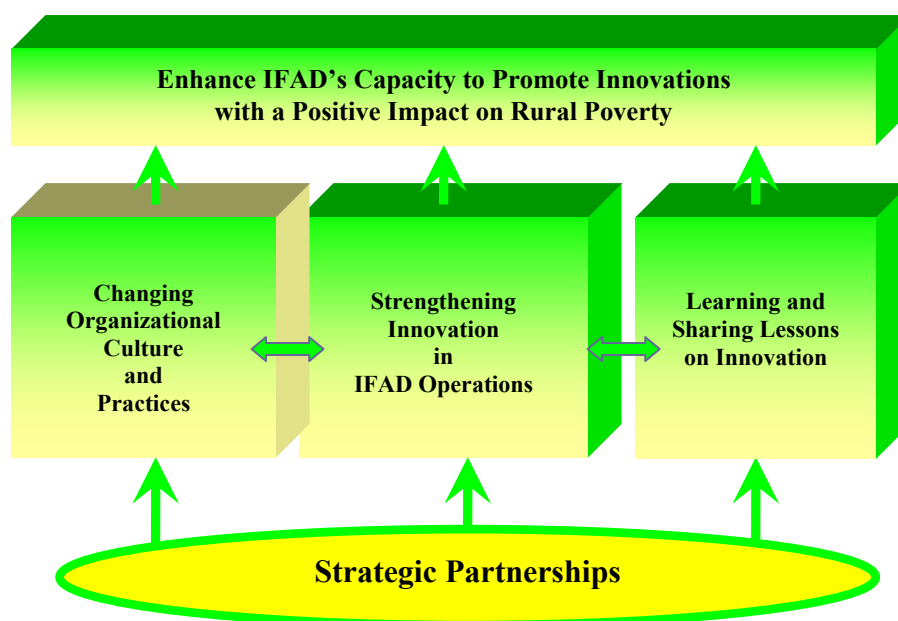 Enhance IFAD’s Capacity to Promote Innovations
with a Positive Impact on Rural Poverty
Changing
Organizational
Culture
and
Practices
Strengthening
Innovation
in
IFAD Operations
Learning and
Sharing Lessons
on Innovation
Strategic Partnerships